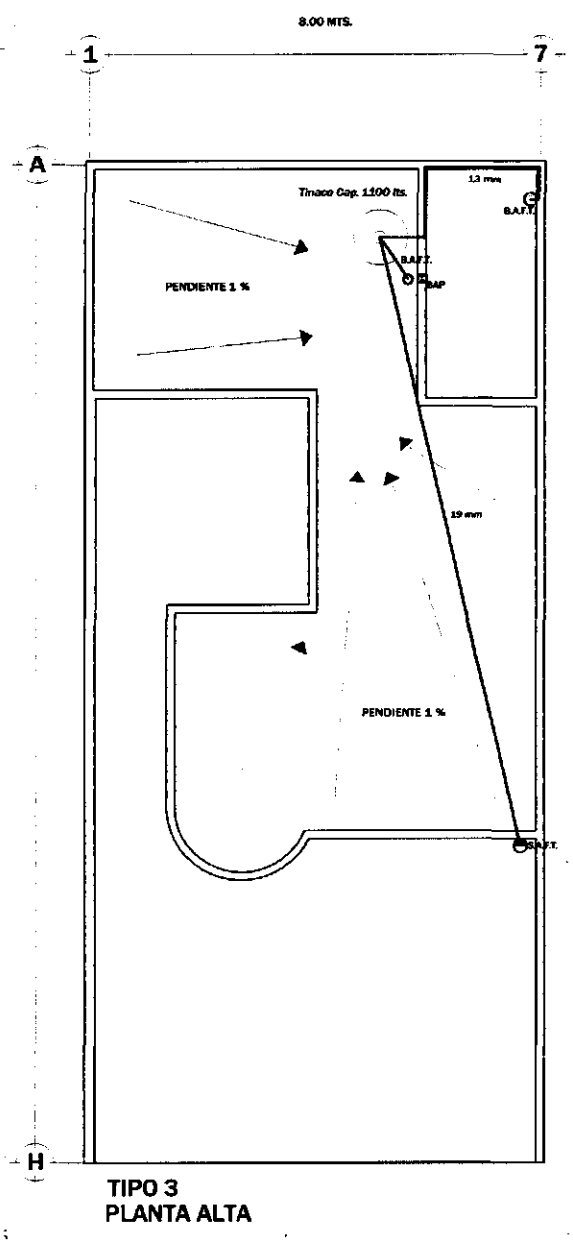 8.00 MTS.
1
7
A
13 mm
Tinaco Cap. 1100 lts.
B.A.F.T.
B.A.F.T.
BAP
PENDIENTE 1 %
19 mm
PENDIENTE 1 %
S.A.F.T.
H
TIPO 3
PLANTA ALTA